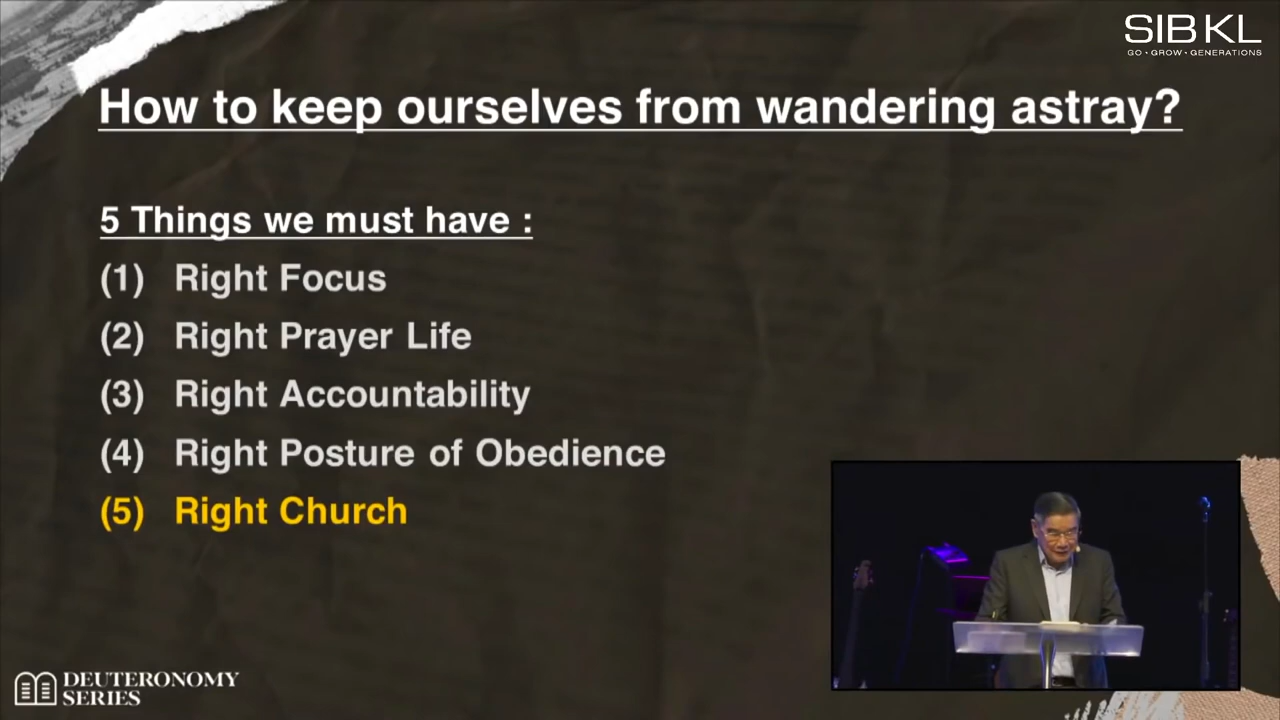 SIBKL
GO • GROW • GENERATIONS
How to keep ourselves from wandering astray?
5 Things we must have :
(1) Right Focus
(2) Right Prayer Life
(3) Right Accountability
(4) Right Posture of Obedience
(5) Right Church
DEUTERONOMY
SERIES